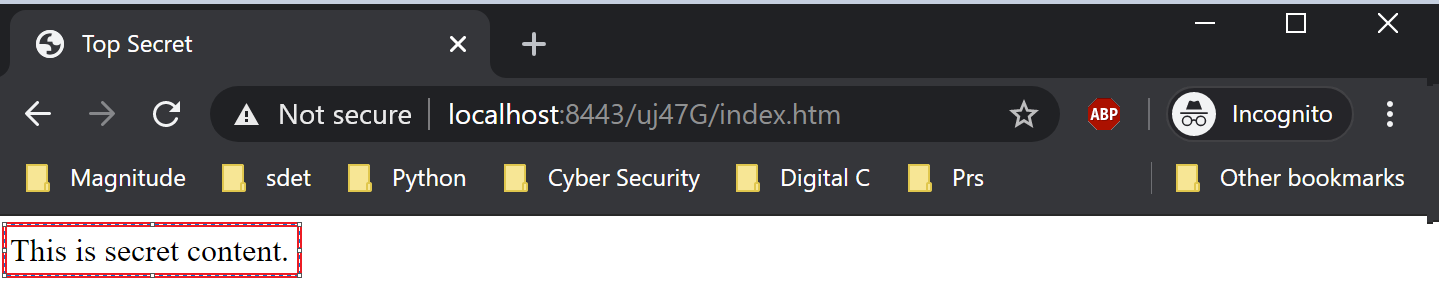 Top Secret
Not secure localhost:8443/uj47G/index.htm ABP Incognito
Magnitude sdet Python Cyber Security Digital C Prs Other bookmarks
This is secret content.